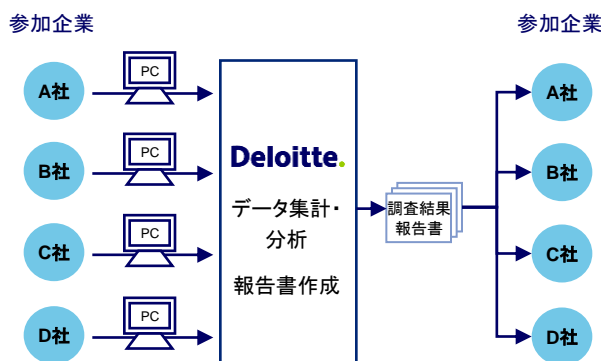 参加企業
参加企業
PC
A社
A社
PC
B社
B社
Deloitte.
データ集計・
分析
調査結果
報告書
PC
C社
C社
報告書作成
PC
D社
D社